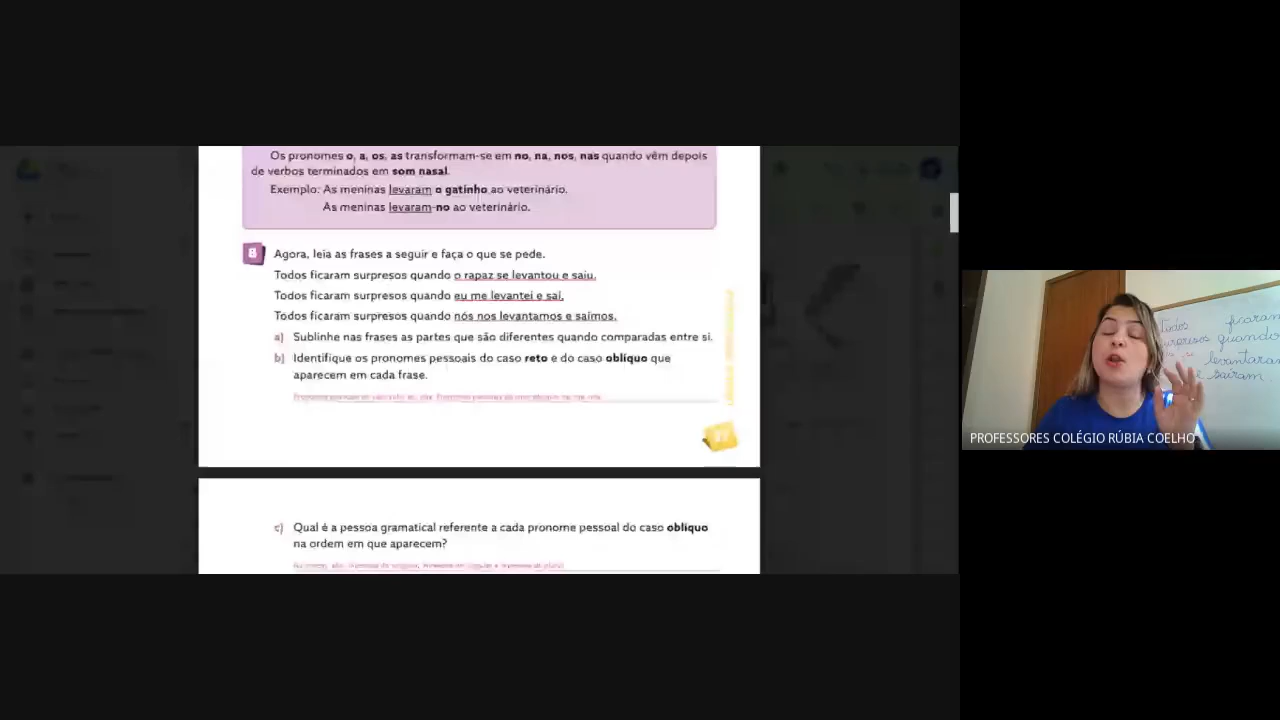 Os pronomes o, a, os, as transformam-se em no, na, nos, nas quando vêm depois
de verbos terminados em som nasal.
Exemplo: As meninas levaram o gatinho ao veterinário.
As meninas levaram-no ao veterinário.
8 Agora, leia as frases a seguir e faça o que se pede.
Todos ficaram surpresos quando o rapaz se levantou e saiu.
Todos ficaram surpresos quando eu me levantei e saí.
Todos ficaram surpresos quando nós nos levantamos e saímos.
a) Sublinhe nas frases as partes que são diferentes quando comparadas entre si.
b) Identifique os pronomes pessoais do caso reto e do caso oblíquo que
aparecem em cada frase.
c) Qual é a pessoa gramatical referente a cada pronome pessoal do caso oblíquo
na ordem em que aparecem?
Todos ficaram
quando
levantaram
e saíram
PROFESSORES COLÉGIO RÚBIA COELHO